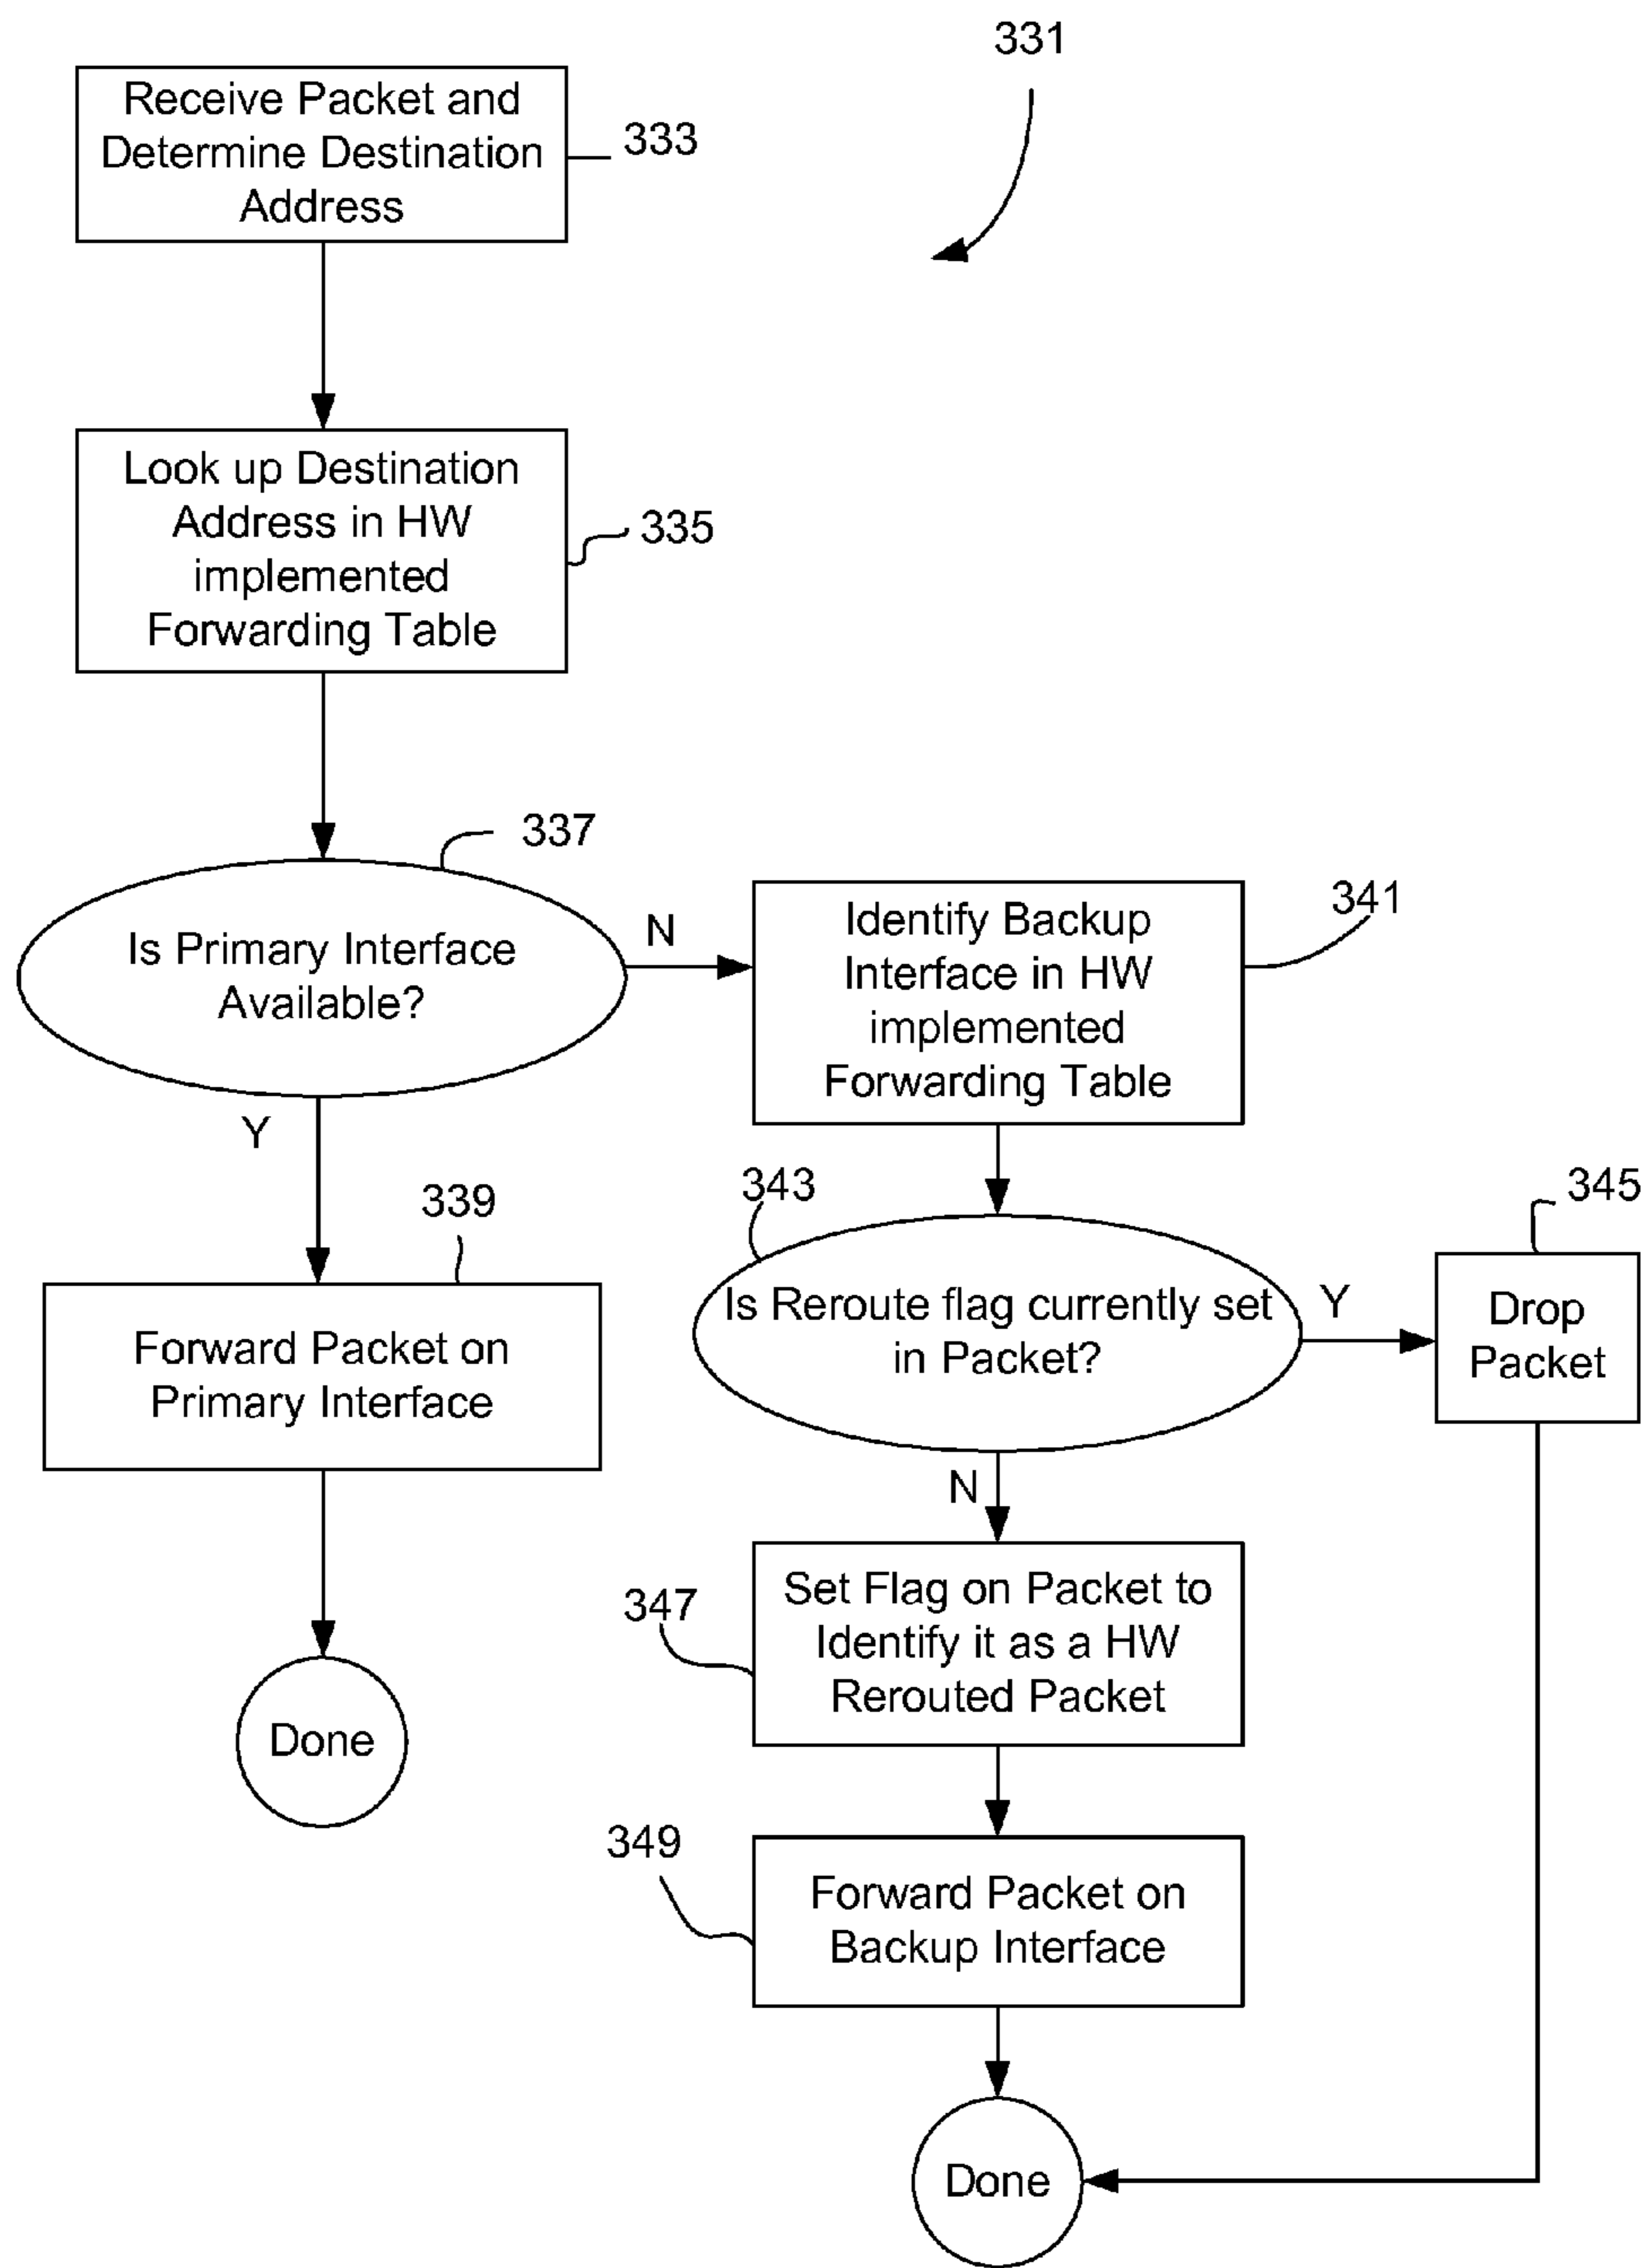 331
Receive Packet and
Determine Destination
Address
333
Look up Destination
Address in HW
implemented
Forwarding Table
335
337
Is Primary Interface
Available?
N
Y
Identify Backup
Interface in HW
implemented
Forwarding Table
341
339
Forward Packet on
Primary Interface
Done
343
Is Reroute flag currently set
in Packet?
Y
N
345
Drop
Packet
347
Set Flag on Packet to
Identify it as a HW
Rerouted Packet
349
Forward Packet on
Backup Interface
Done